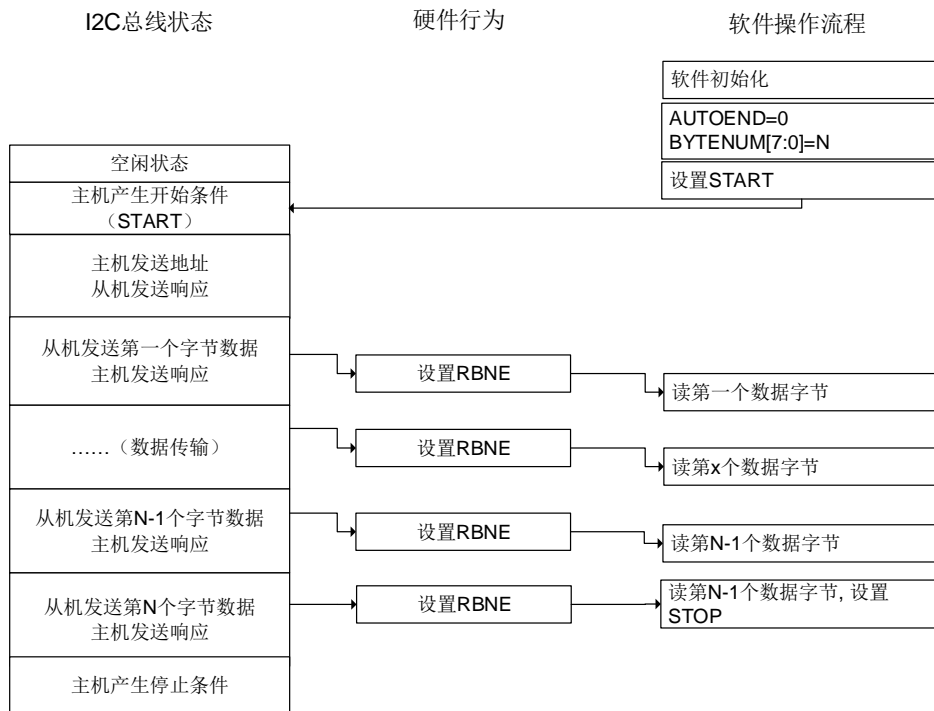 I2C总线状态
硬件行为
软件操作流程
软件初始化
AUTOEND=0
BYTENUM[7:0]=N
设置START
空闲状态
主机产生开始条件
（START）
主机发送地址
从机发送响应
从机发送第一个字节数据
主机发送响应
设置RBNE
读第一个数据字节
……（数据传输）
设置RBNE
读第x个数据字节
从机发送第N-1个字节数据
主机发送响应
设置RBNE
读第N-1个数据字节
从机发送第N个字节数据
主机发送响应
设置RBNE
读第N-1个数据字节, 设置
STOP
主机产生停止条件